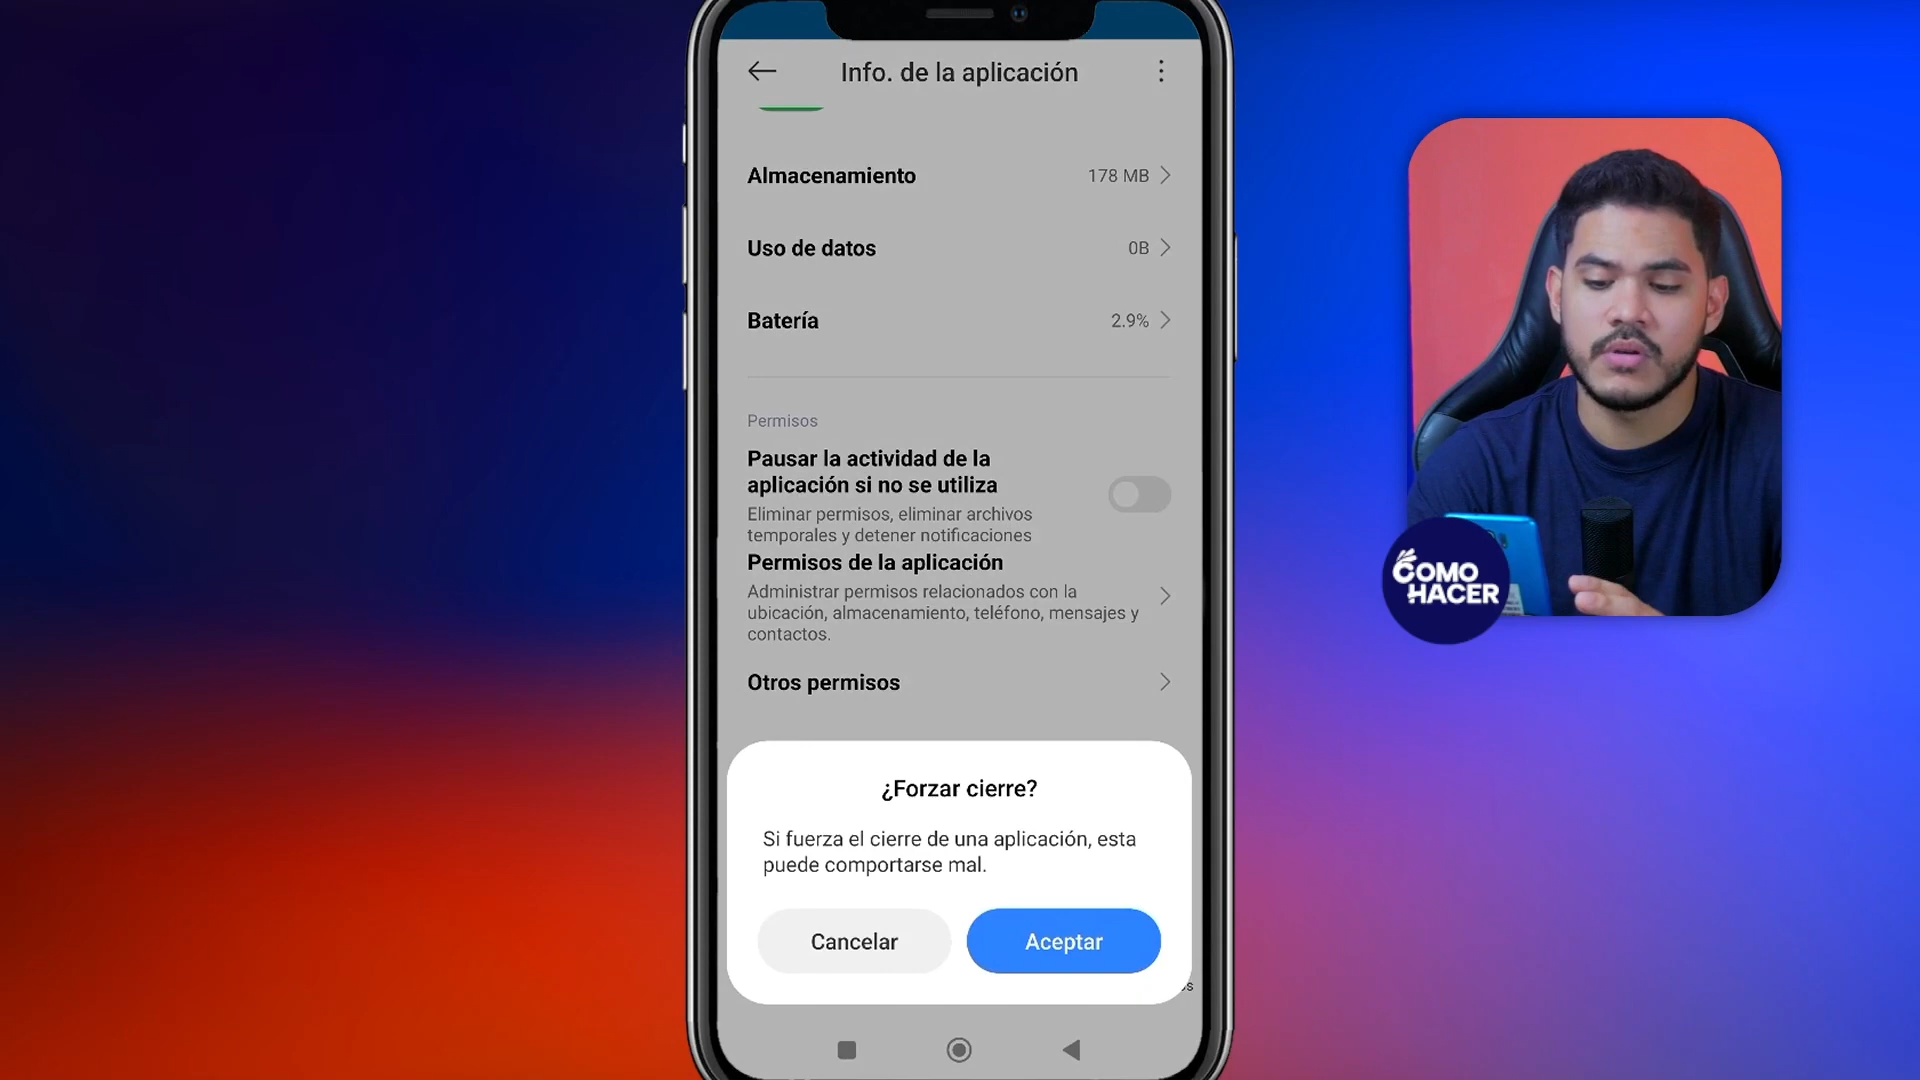 Info. de la aplicación
Almacenamiento 178 MB
Uso de datos 0B
Batería 2.9%
Permisos
Pausar la actividad de la
aplicación si no se utiliza
Eliminar permisos, eliminar archivos
temporales y detener notificaciones
Permisos de la aplicación
Administrar permisos relacionados con la
ubicación, almacenamiento, teléfono, mensajes y
contactos.
Otros permisos
¿Forzar cierre?
Si fuerza el cierre de una aplicación, esta
puede comportarse mal.
Cancelar Aceptar
COMO
HACER